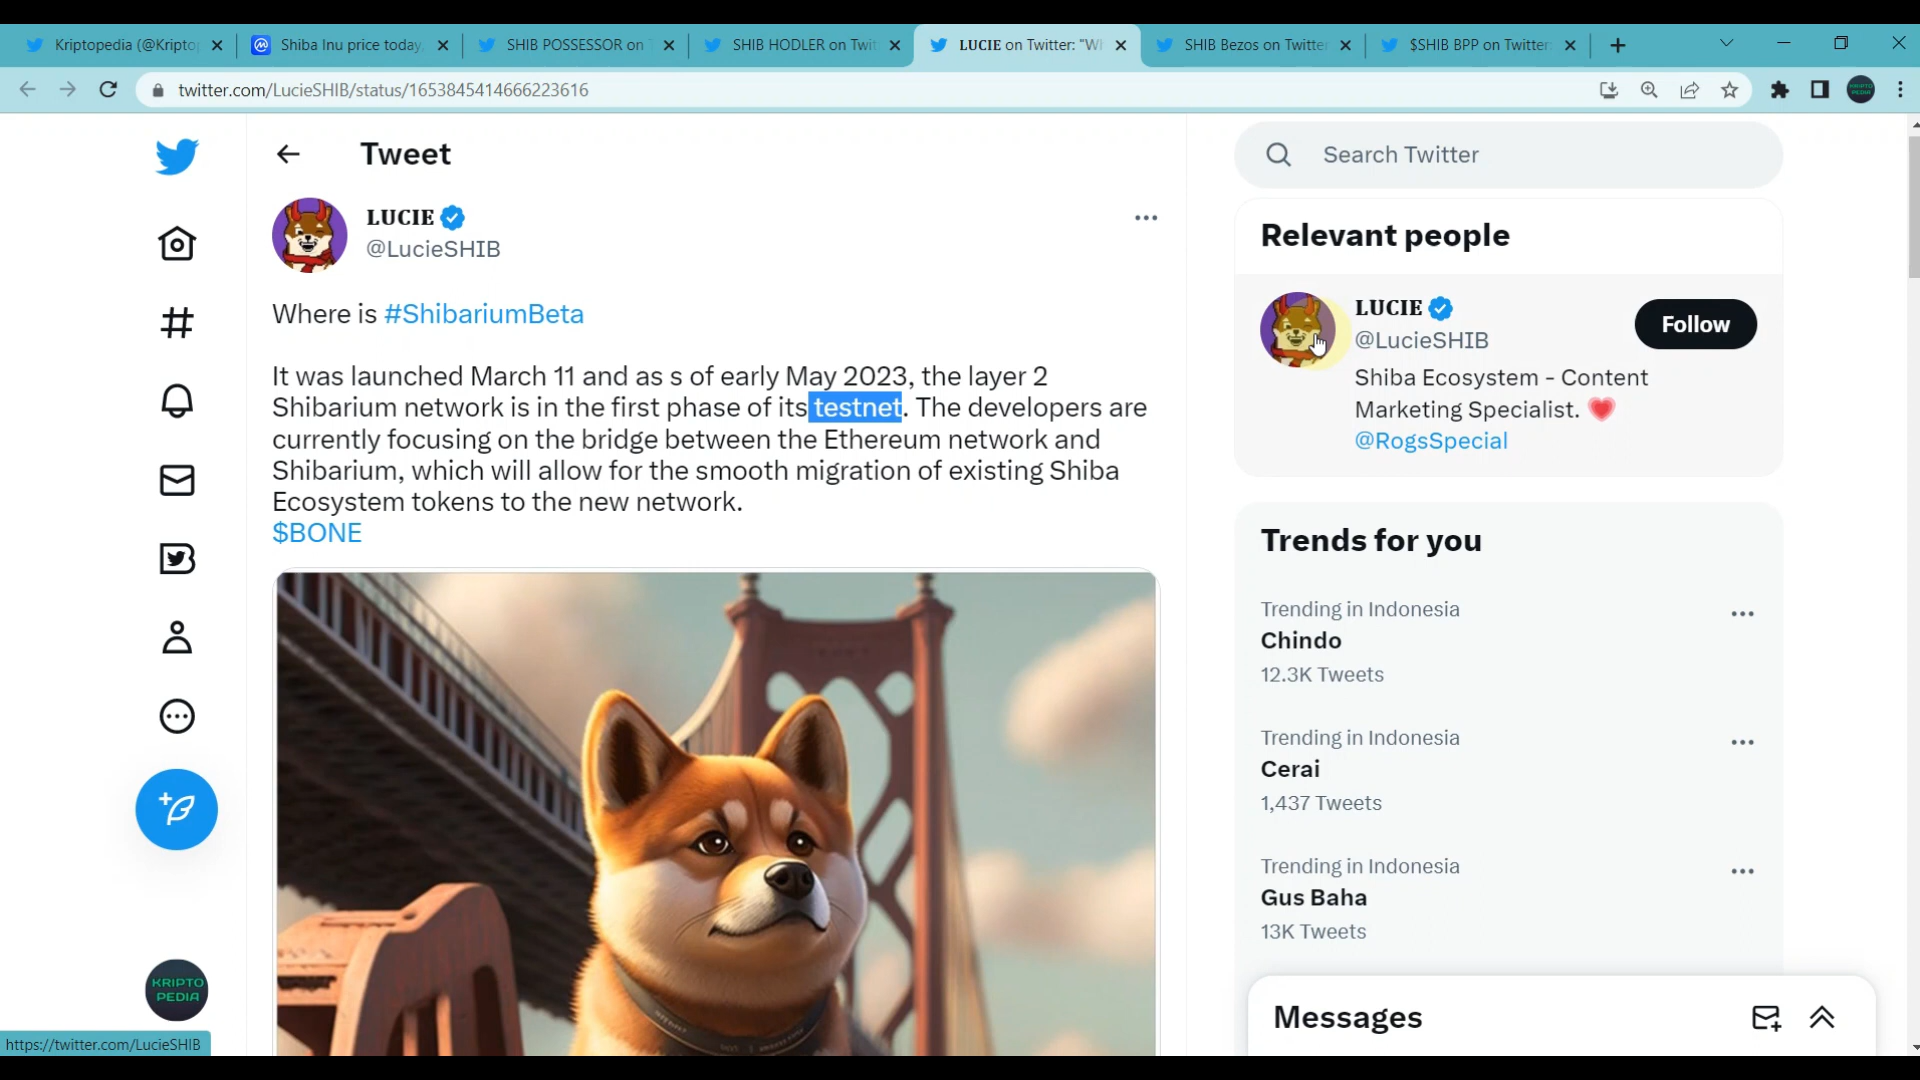 Kriptopedia (@Kripto
Shiba Inu price today,
SHIB POSSESSOR on T
SHIB HODLER on Twit
LUCIE on Twitter: "W
SHIB Bezos on Twitter
$SHIB BPP on Twitter:
twitter.com/LucieSHIB/status/1653845414666223616
Tweet
LUCIE
@LucieSHIB
Where is #ShibariumBeta
It was launched March 11 and as s of early May 2023, the layer 2
Shibarium network is in the first phase of its testnet. The developers are
currently focusing on the bridge between the Ethereum network and
Shibarium, which will allow for the smooth migration of existing Shiba
Ecosystem tokens to the new network.
$BONE
Search Twitter
Relevant people
LUCIE
@LucieSHIB
Follow
Shiba Ecosystem - Content
Marketing Specialist.
@RogsSpecial
Trends for you
Trending in Indonesia
Chindo
12.3K Tweets
Trending in Indonesia
Cerai
1,437 Tweets
Trending in Indonesia
Gus Baha
13K Tweets
Messages
KRIPTO
PEDIA
https://twitter.com/LucieSHIB